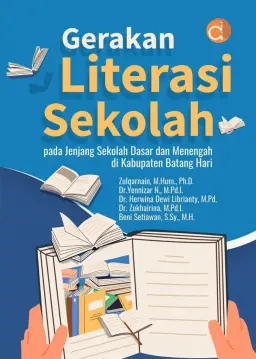 Gerakan
Literasi
Sekolah
pada Jenjang Sekolah Dasar dan Menengah
di Kabupaten Batang Hari
Zulqarnain, M.Hum., Ph.D.
Dr.Yennizar N., M.Pd.I.
Dr. Herwina Dewi Librianty, M.Pd.
Dr. Zukhairina, M.Pd.I.
Beni Setiawan, S.Sy., M.H.